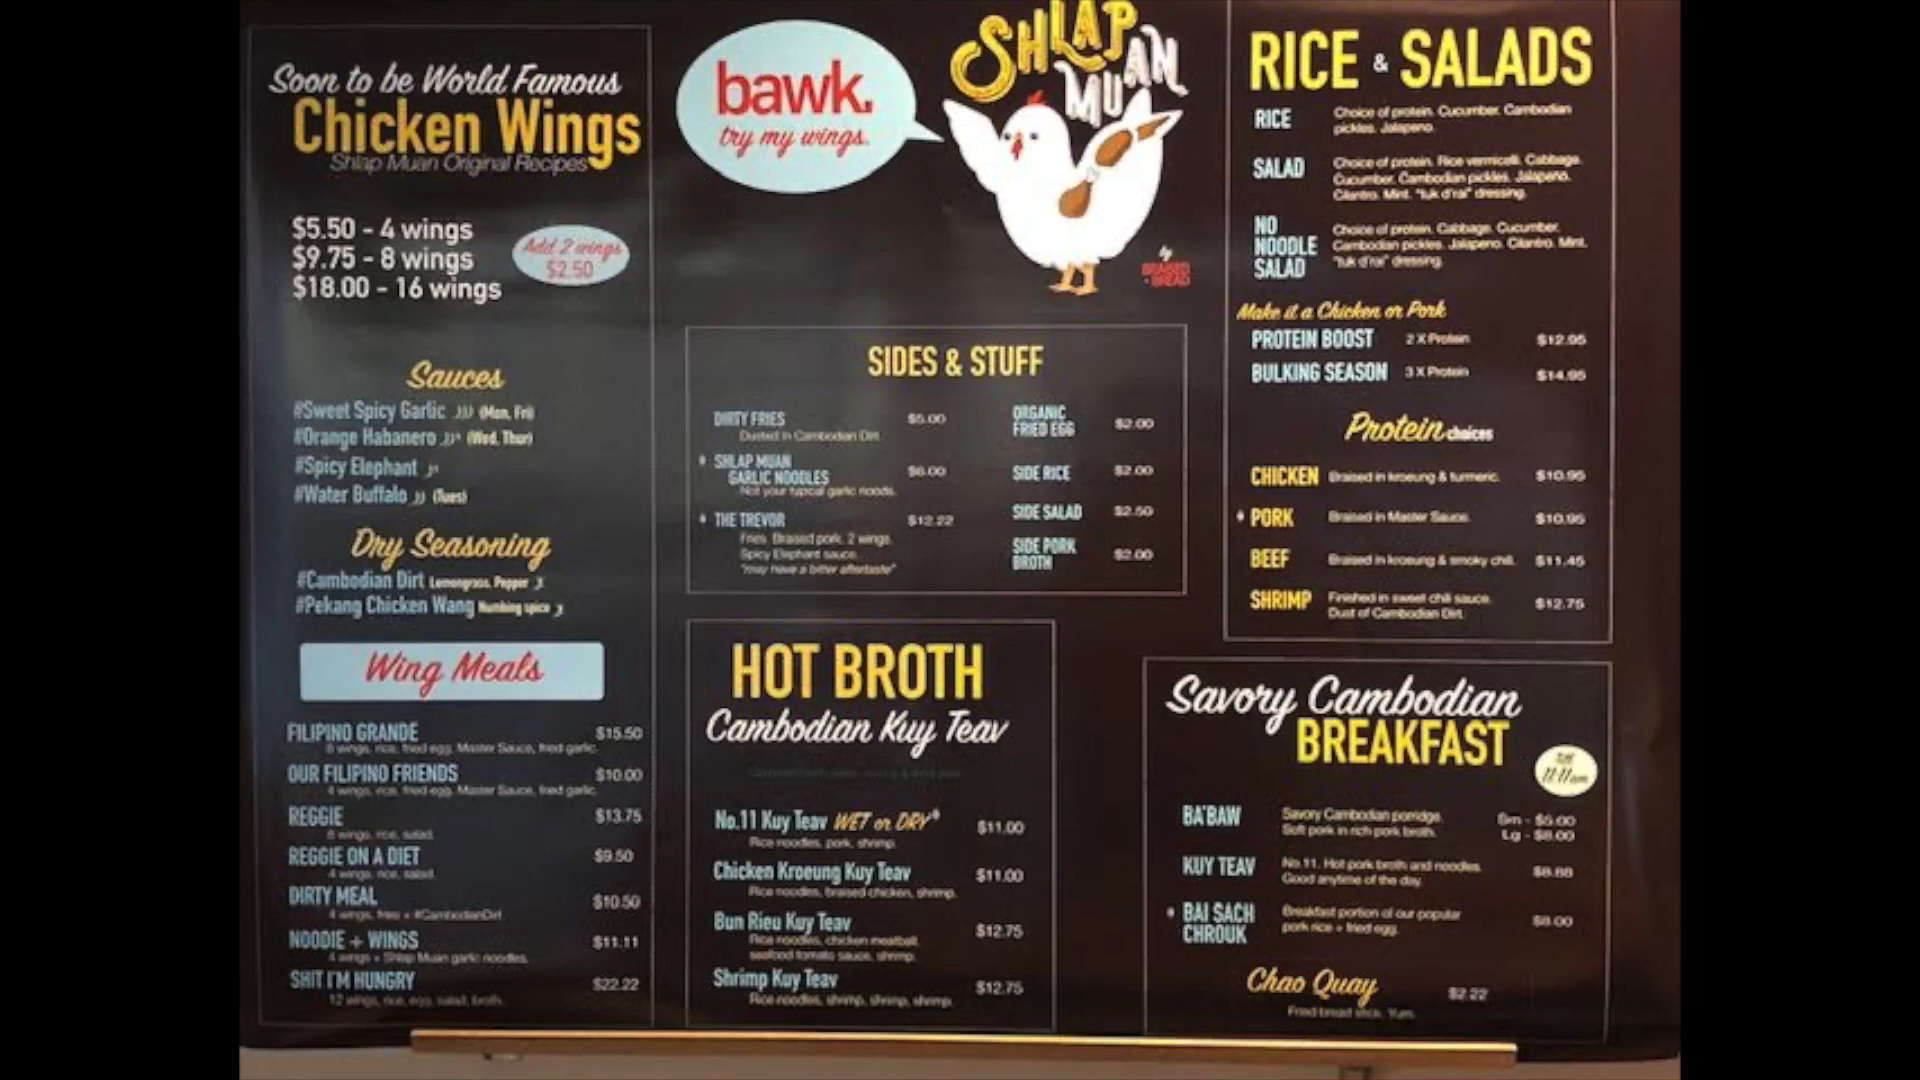 Soon to be World Famous
Chicken Wings
Shlap Muan Original Recipes
$5.50 - 4 wings
$9.75 - 8 wings
$18.00 - 16 wings
Add 2 wings
$2.50
Sauces
#Sweet Spicy Garlic (Mon, Fri)
#Orange Habanero (Wed, Thur)
#Spicy Elephant
#Water Buffalo (Tues)
Dry Seasoning
#Cambodian Dirt Lemongrass, Pepper
#Pekang Chicken Wang Numbing spice
Wing Meals
FILIPINO GRANDE $15.50
wings, rice, fried egg, Master Sauce, fried garlic.
OUR FILIPINO FRIENDS $10.00
4 wings, rice, fried egg, Master Sauce, fried garlic.
REGGIE $13.75
wings, rice, salad.
REGGIE ON A DIET $9.50
4 wings, rice, salad.
DIRTY MEAL $10.50
4 wings, fries + #CambodianDirt
NOODIE + WINGS $11.11
4 wings + Shlap Muan garlic noodles.
SHIT I'M HUNGRY $22.22
12 wings, rice, egg, salad, broth.
bawk.
try my wings.
SHLAP
MUAN
by
SIDES & STUFF
DIRTY FRIES $5.00
Dusted in Cambodian Dirt.
* SHLAP MUAN
GARLIC NOODLES $6.00
Not your typical garlic noods.
* THE TREVOR $12.22
Fries. Braised pork. 2 wings.
Spicy Elephant sauce.
"may have a bitter aftertaste"
ORGANIC
FRIED EGG $2.00
SIDE RICE $2.00
SIDE SALAD $2.50
SIDE PORK
BROTH $2.00
HOT BROTH
Cambodian Kuy Teav
No.11 Kuy Teav WET or DRY* $11.00
Rice noodles, pork, shrimp.
Chicken Kroeung Kuy Teav $11.00
Rice noodles, braised chicken, shrimp.
Bun Rieu Kuy Teav $12.75
Rice noodles, chicken meatball,
seafood tomato sauce, shrimp.
Shrimp Kuy Teav $12.75
Rice noodles, shrimp, shrimp, shrimp.
RICE & SALADS
RICE Choice of protein. Cucumber. Cambodian
pickles. Jalapeno.
SALAD Choice of protein. Rice vermicelli. Cabbage.
Cucumber. Cambodian pickles. Jalapeno.
Cilantro. Mint. "tuk d'rai" dressing.
NO
NOODLE
SALAD
Choice of protein. Cabbage. Cucumber.
Cambodian pickles. Jalapeno. Cilantro. Mint.
"tuk d'rai" dressing.
Make it a Chicken or Pork
PROTEIN BOOST 2 X Protein $12.95
BULKING SEASON 3 X Protein $14.95
Protein choices
CHICKEN Braised in kroeung & turmeric. $10.95
* PORK Braised in Master Sauce. $10.95
BEEF Braised in kroeung & smoky chili. $11.45
SHRIMP Finished in sweet chili sauce. $12.75
Dust of Cambodian Dirt.
Savory Cambodian
BREAKFAST
till
11:11am
BA'BAW Savory Cambodian porridge. Sm - $5.00
Soft pork in rich pork broth. Lg - $8.00
KUY TEAV No.11. Hot pork broth and noodles. $8.88
Good anytime of the day.
* BAI SACH
CHROUK
Breakfast portion of our popular $8.00
pork rice + fried egg.
Chao Quay $2.22
Fried bread stick. Yum.